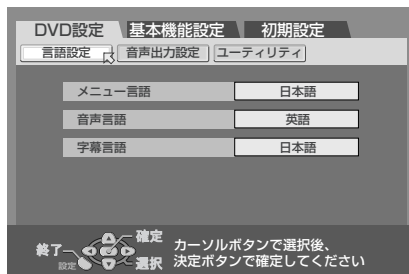 DVD設定 基本機能設定 初期設定
言語設定 音声出力設定 ユーティリティ
メニュー言語 日本語
音声言語 英語
字幕言語 日本語
確定
終了
設定 選択
カーソルボタンで選択後、
決定ボタンで確定してください